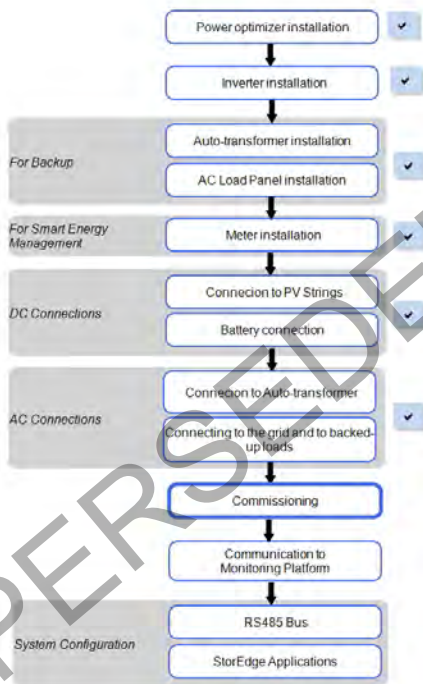 Power optimizer installation
Inverter installation
For Backup
Auto-transformer installation
AC Load Panel installation
For Smart Energy
Management
Meter installation
DC Connections
Connecion to PV Strings
Battery connection
AC Connections
Connecion to Auto-transformer
Connecting to the grid and to backed-
up loads
Commissioning
Communication to
Monitoring Platform
System Configuration
RS485 Bus
StorEdge Applications
PERSEDE